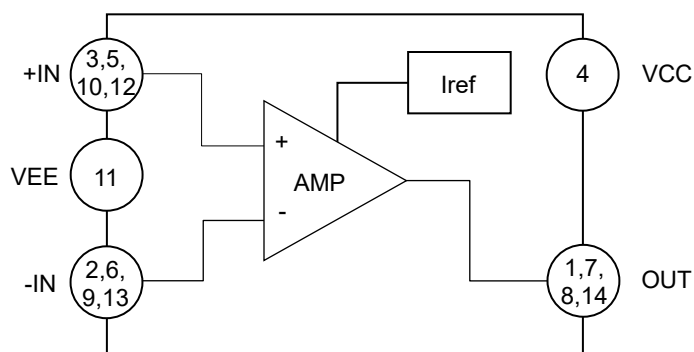 +IN
3,5,
10,12
Iref
4
VCC
+
AMP
-
VEE
11
-IN
2,6,
9,13
1,7,
8,14
OUT